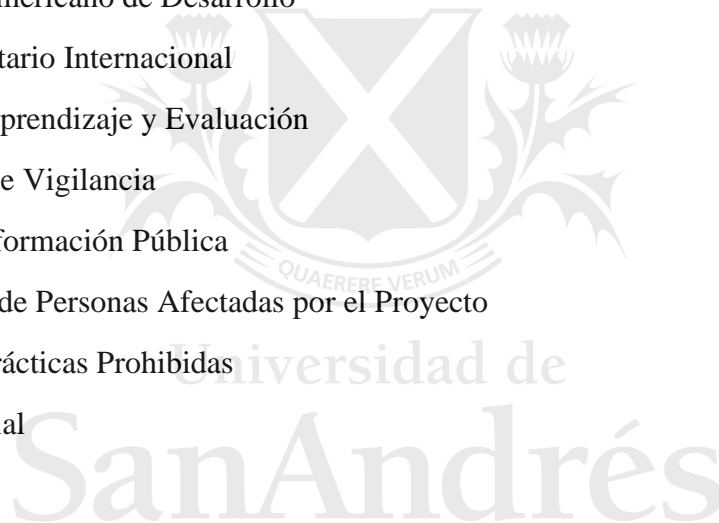 mericano de Desarrollo
tario Internacional
prendizaje y Evaluación
e Vigilancia
formación Pública
QUAERERE VERUM
de Personas Afectadas por el Proyecto
rácticas Prohibidas
Universidad de
al
SanAndrés